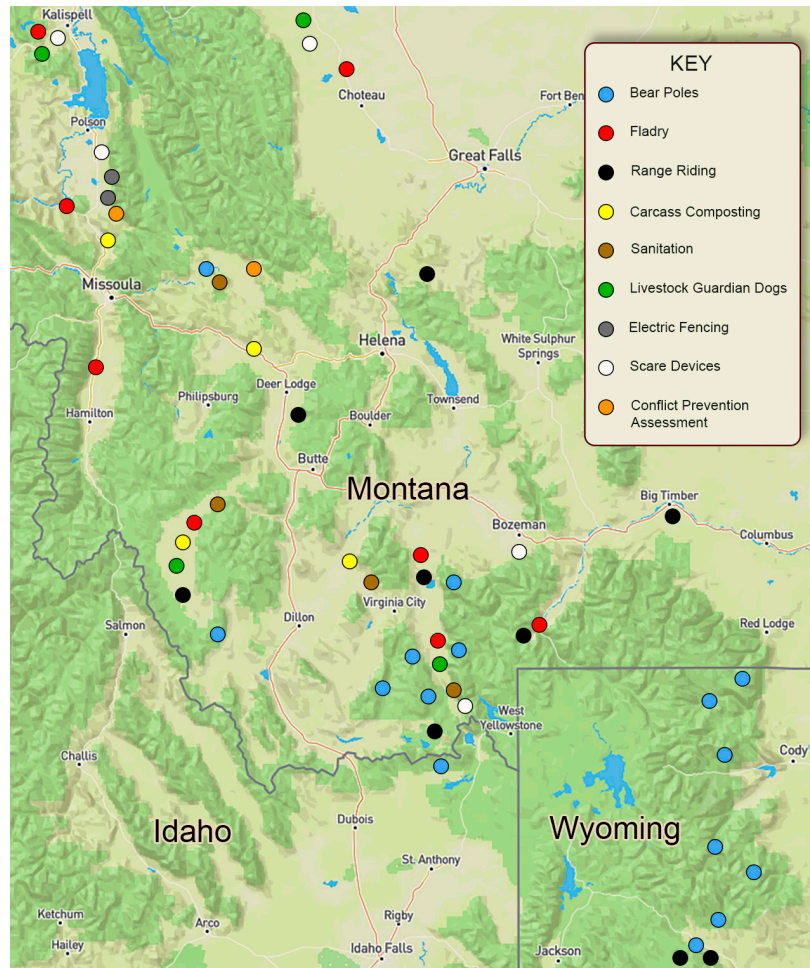 Kalispell
Choteau
Fort Ben
Polson
Great Falls
Missoula
Helena
White Sulphur
Springs
Deer Lodge
Philipsburg
Townsend
Hamilton
Boulder
Butte
Montana
Big Timber
Bozeman
Columbus
Virginia City
Dillon
Salmon
Red Lodge
West
Yellowstone
Challis
Cody
Idaho
Dubois
Wyoming
St. Anthony
Ketchum
Arco
Rigby
Hailey
Idaho Falls
Jackson
KEY
Bear Poles
Fladry
Range Riding
Carcass Composting
Sanitation
Livestock Guardian Dogs
Electric Fencing
Scare Devices
Conflict Prevention
Assessment